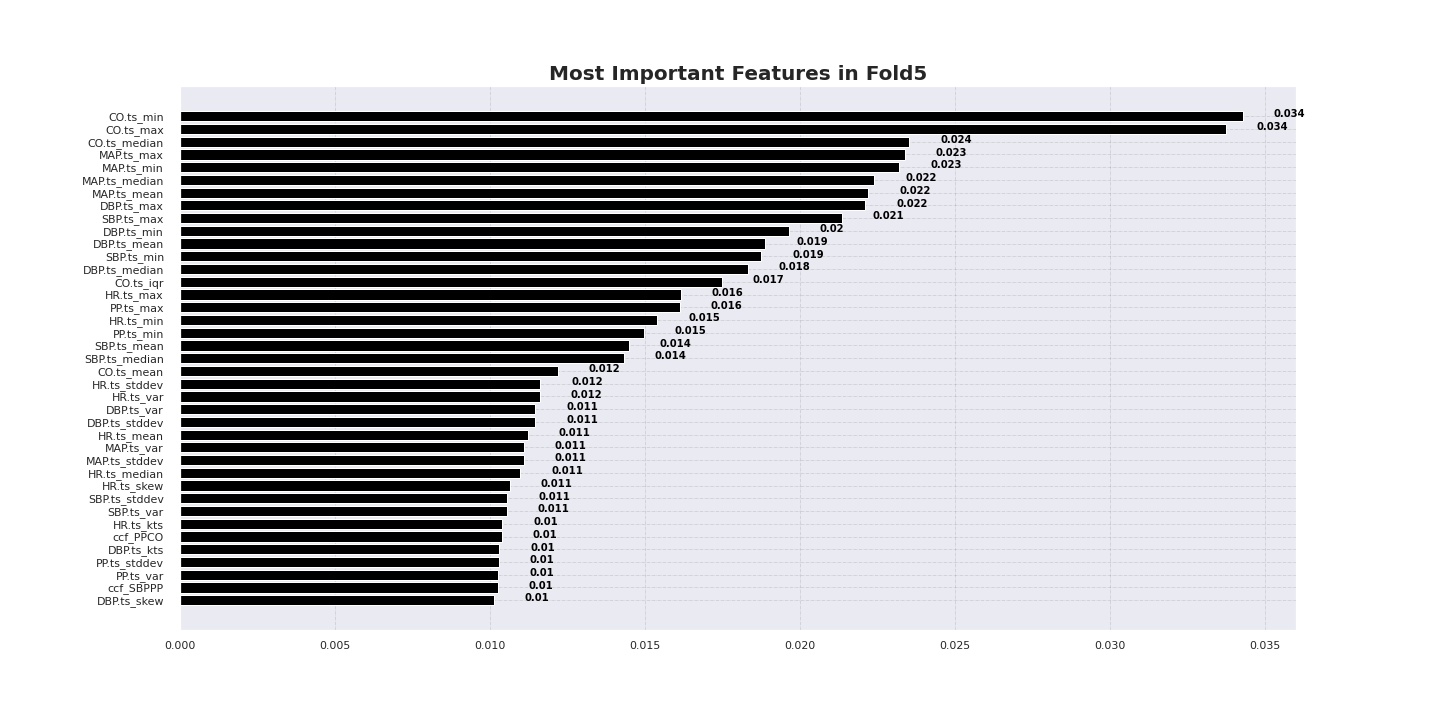 Most Important Features in Fold5
CO.ts_min 0.034
CO.ts_max 0.034
CO.ts_median 0.024
MAP.ts_max 0.023
MAP.ts_min 0.023
MAP.ts_median 0.022
MAP.ts_mean 0.022
DBP.ts_max 0.022
SBP.ts_max 0.021
DBP.ts_min 0.02
DBP.ts_mean 0.019
SBP.ts_min 0.019
DBP.ts_median 0.018
CO.ts_iqr 0.017
HR.ts_max 0.016
PP.ts_max 0.016
HR.ts_min 0.015
PP.ts_min 0.015
SBP.ts_mean 0.014
SBP.ts_median 0.014
CO.ts_mean 0.012
HR.ts_stddev 0.012
HR.ts_var 0.012
DBP.ts_var 0.011
DBP.ts_stddev 0.011
HR.ts_mean 0.011
MAP.ts_var 0.011
MAP.ts_stddev 0.011
HR.ts_median 0.011
HR.ts_skew 0.011
SBP.ts_stddev 0.011
SBP.ts_var 0.011
HR.ts_kts 0.01
ccf_PPCO 0.01
DBP.ts_kts 0.01
PP.ts_stddev 0.01
PP.ts_var 0.01
ccf_SBPPP 0.01
DBP.ts_skew 0.01
0.000 0.005 0.010 0.015 0.020 0.025 0.030 0.035